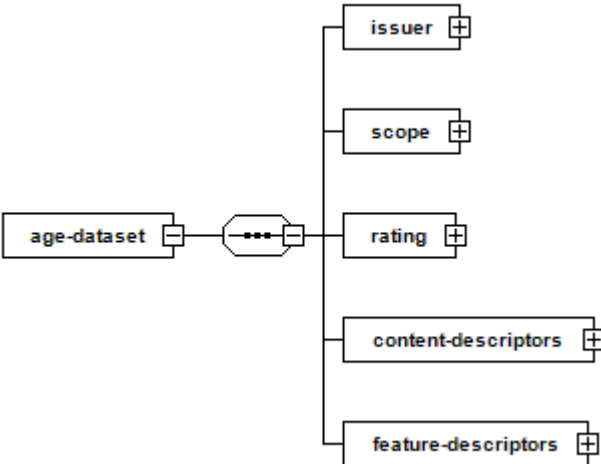 issuer
scope
age-dataset
rating
content-descriptors
feature-descriptors